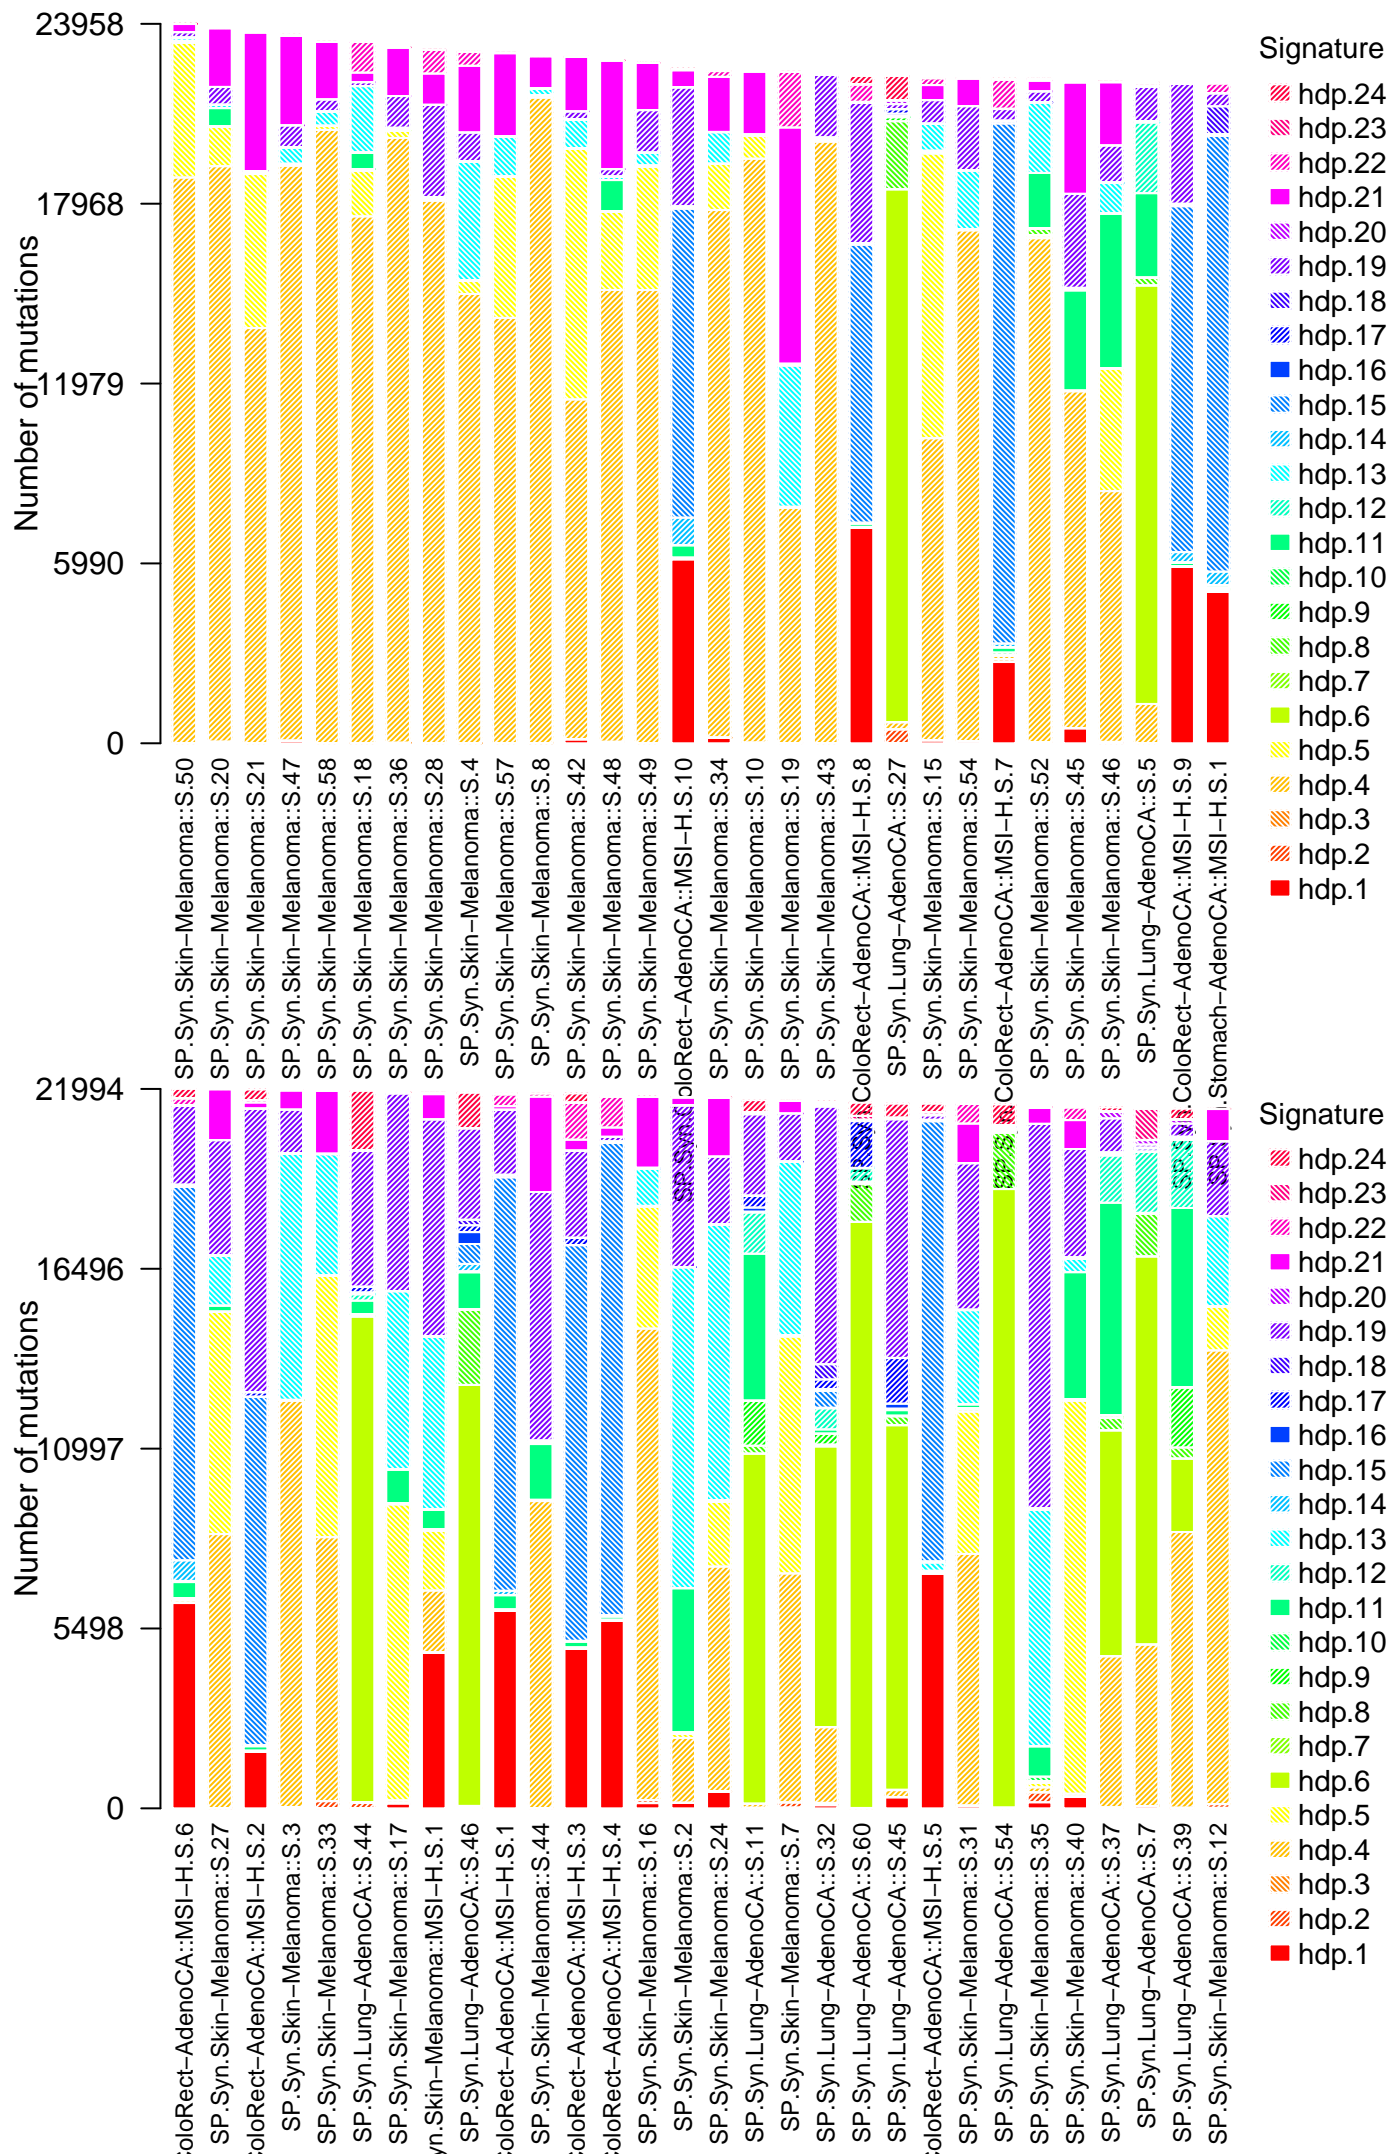 Number of mutations
23958
17968
11979
5990
0
Signature
hdp.24
hdp.23
hdp.22
hdp.21
hdp.20
hdp.19
hdp.18
hdp.17
hdp.16
hdp.15
hdp.14
hdp.13
hdp.12
hdp.11
hdp.10
hdp.9
hdp.8
hdp.7
hdp.6
hdp.5
hdp.4
hdp.3
hdp.2
hdp.1
SP.Syn.Skin−Melanoma::S.50
SP.Syn.Skin−Melanoma::S.20
SP.Syn.Skin−Melanoma::S.21
SP.Syn.Skin−Melanoma::S.47
SP.Syn.Skin−Melanoma::S.58
SP.Syn.Skin−Melanoma::S.18
SP.Syn.Skin−Melanoma::S.36
SP.Syn.Skin−Melanoma::S.28
SP.Syn.Skin−Melanoma::S.4
SP.Syn.Skin−Melanoma::S.57
SP.Syn.Skin−Melanoma::S.8
SP.Syn.Skin−Melanoma::S.42
SP.Syn.Skin−Melanoma::S.48
SP.Syn.Skin−Melanoma::S.49
SP.Syn.ColoRect−AdenoCA::MSI−H.S.10
SP.Syn.Skin−Melanoma::S.34
SP.Syn.Skin−Melanoma::S.10
SP.Syn.Skin−Melanoma::S.19
SP.Syn.Skin−Melanoma::S.43
SP.Syn.ColoRect−AdenoCA::MSI−H.S.8
SP.Syn.Lung−AdenoCA::S.27
SP.Syn.Skin−Melanoma::S.15
SP.Syn.Skin−Melanoma::S.54
SP.Syn.ColoRect−AdenoCA::MSI−H.S.7
SP.Syn.Skin−Melanoma::S.52
SP.Syn.Skin−Melanoma::S.45
SP.Syn.Skin−Melanoma::S.46
SP.Syn.Lung−AdenoCA::S.5
SP.Syn.ColoRect−AdenoCA::MSI−H.S.9
SP.Syn.Stomach−AdenoCA::MSI−H.S.1
Number of mutations
21994
16496
10997
5498
0
Signature
hdp.24
hdp.23
hdp.22
hdp.21
hdp.20
hdp.19
hdp.18
hdp.17
hdp.16
hdp.15
hdp.14
hdp.13
hdp.12
hdp.11
hdp.10
hdp.9
hdp.8
hdp.7
hdp.6
hdp.5
hdp.4
hdp.3
hdp.2
hdp.1
oloRect−AdenoCA::MSI−H.S.6
SP.Syn.Skin−Melanoma::S.27
oloRect−AdenoCA::MSI−H.S.2
SP.Syn.Skin−Melanoma::S.3
SP.Syn.Skin−Melanoma::S.33
SP.Syn.Lung−AdenoCA::S.44
SP.Syn.Skin−Melanoma::S.17
yn.Skin−Melanoma::MSI−H.S.1
SP.Syn.Lung−AdenoCA::S.46
oloRect−AdenoCA::MSI−H.S.1
SP.Syn.Skin−Melanoma::S.44
oloRect−AdenoCA::MSI−H.S.3
oloRect−AdenoCA::MSI−H.S.4
SP.Syn.Skin−Melanoma::S.16
SP.Syn.Skin−Melanoma::S.2
SP.Syn.Skin−Melanoma::S.24
SP.Syn.Lung−AdenoCA::S.11
SP.Syn.Skin−Melanoma::S.7
SP.Syn.Lung−AdenoCA::S.32
SP.Syn.Lung−AdenoCA::S.60
SP.Syn.Lung−AdenoCA::S.45
oloRect−AdenoCA::MSI−H.S.5
SP.Syn.Skin−Melanoma::S.31
SP.Syn.Lung−AdenoCA::S.54
SP.Syn.Skin−Melanoma::S.35
SP.Syn.Skin−Melanoma::S.40
SP.Syn.Lung−AdenoCA::S.37
SP.Syn.Lung−AdenoCA::S.7
SP.Syn.Lung−AdenoCA::S.39
SP.Syn.Skin−Melanoma::S.12